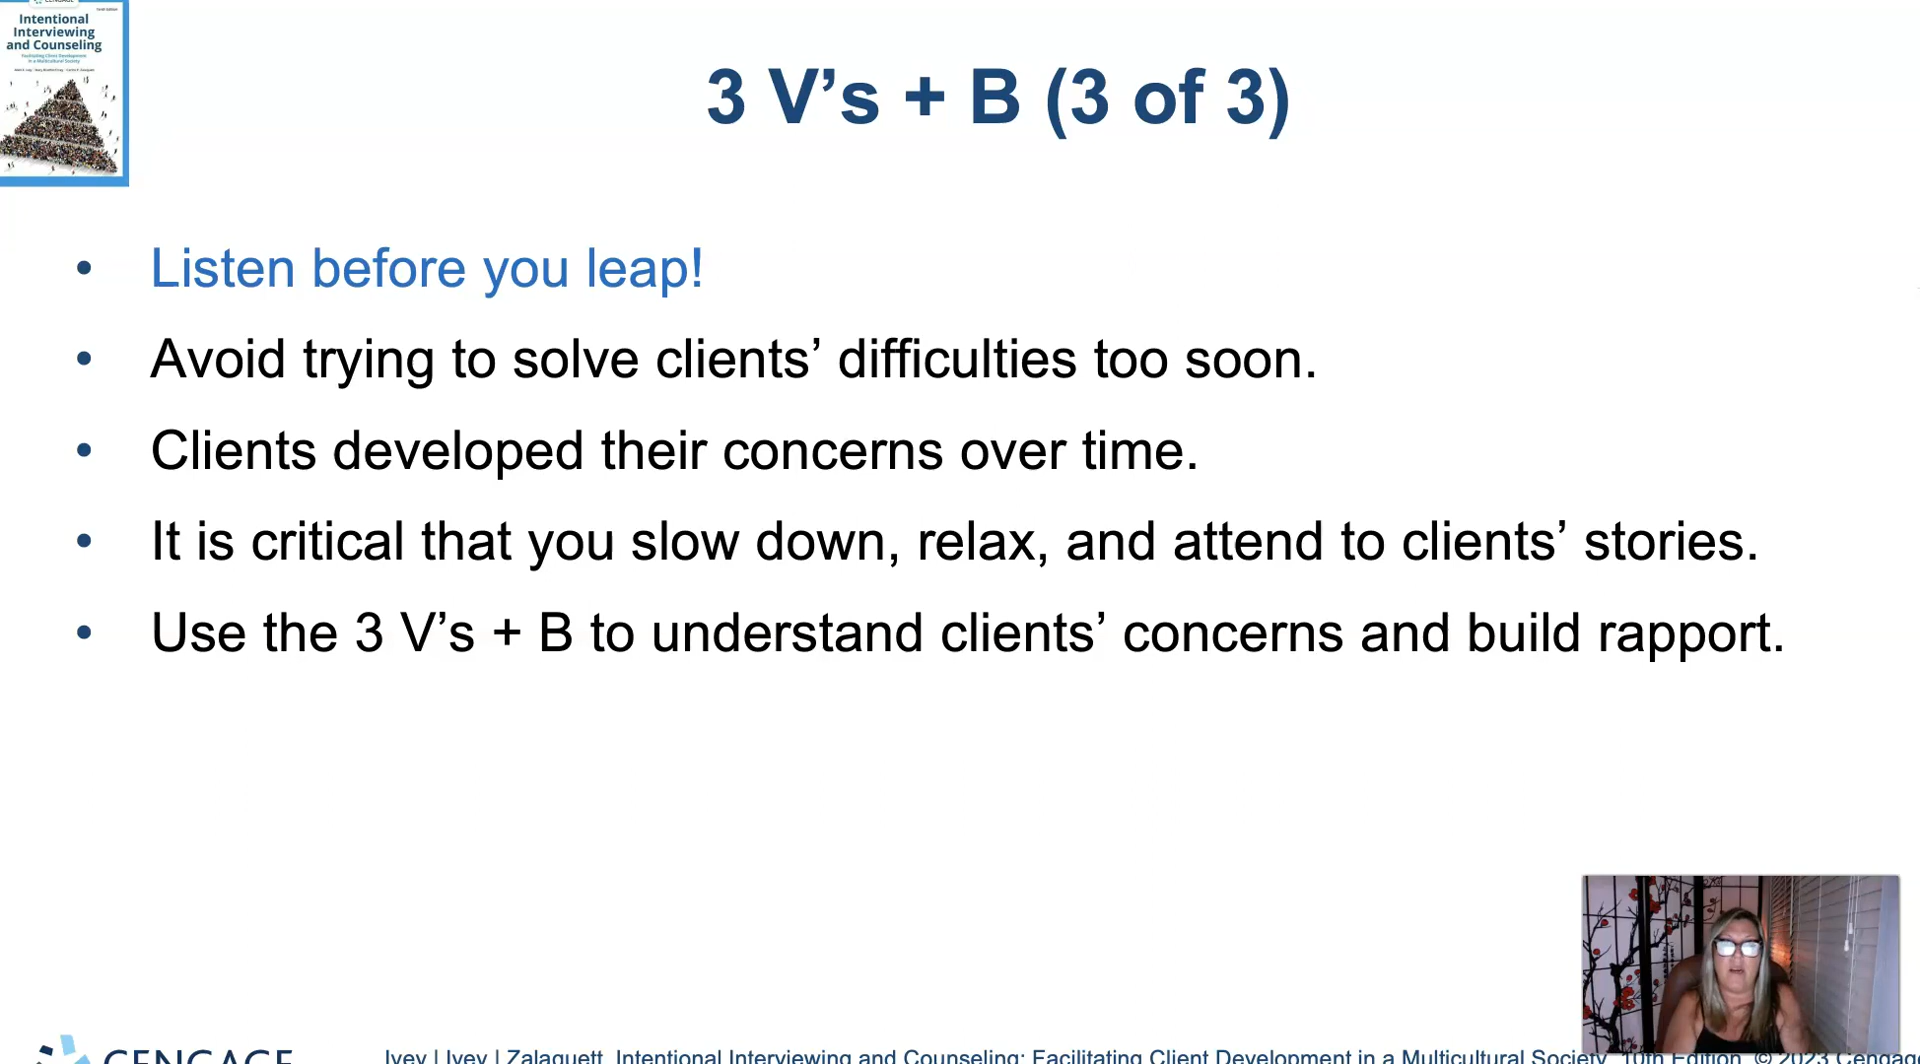 CENGAGE
Intentional
Interviewing
and Counseling
3 V’s + B (3 of 3)
• Listen before you leap!
• Avoid trying to solve clients’ difficulties too soon.
• Clients developed their concerns over time.
• It is critical that you slow down, relax, and attend to clients’ stories.
• Use the 3 V’s + B to understand clients’ concerns and build rapport.
CENGAGE
Ivey | Ivey | Zalaquett, Intentional Interviewing and Counseling: Facilitating Client Development in a Multicultural Society, 10th Edition. © 2023 Cengage